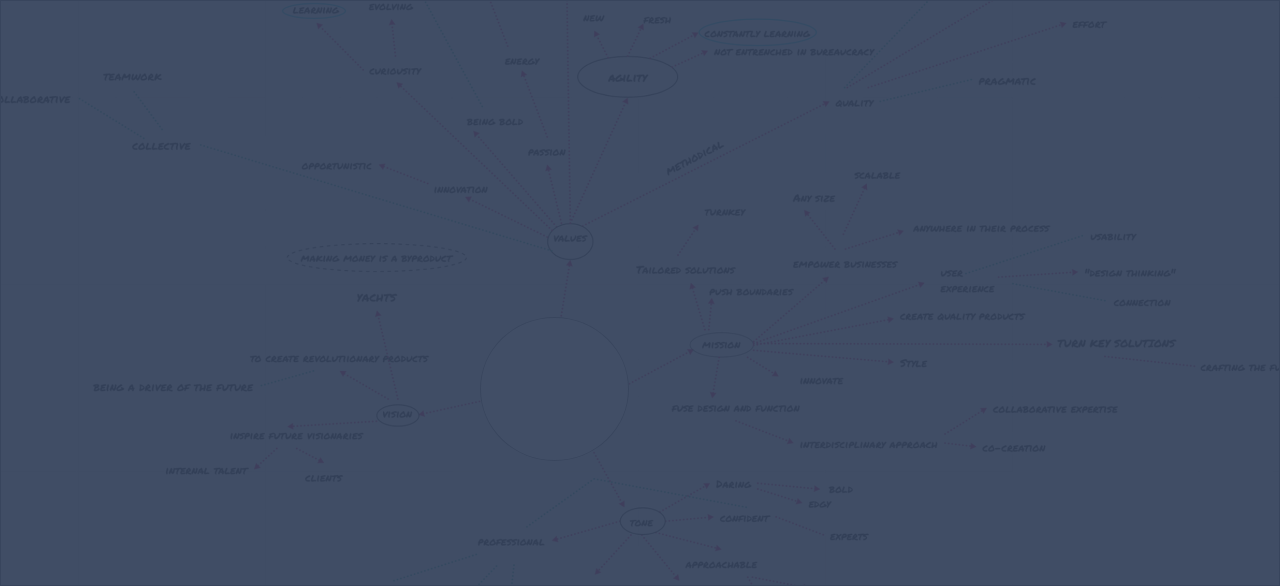 LEARNING
EVOLVING
NEW
FRESH
CONSTANTLY LEARNING
EFFORT
NOT ENTRENCHED IN BUREAUCRACY
ENERGY
CURIOUSITY
TEAMWORK
AGILITY
PRAGMATIC
OLLABORATIVE
QUALITY
BEING BOLD
COLLECTIVE
PASSION
METHODICAL
OPPORTUNISTIC
INNOVATION
SCALABLE
ANY SIZE
TURNKEY
VALUES
ANYWHERE IN THEIR PROCESS
USABILITY
MAKING MONEY IS A BYPRODUCT
TAILORED SOLUTIONS
EMPOWER BUSINESSES
USER
EXPERIENCE
"DESIGN THINKING"
PUSH BOUNDARIES
YACHTS
CONNECTION
CREATE QUALITY PRODUCTS
MISSION
TURN KEY SOLUTIONS
TO CREATE REVOLUTIONARY PRODUCTS
STYLE
CRAFTING THE FU
INNOVATE
BEING A DRIVER OF THE FUTURE
VISION
FUSE DESIGN AND FUNCTION
COLLABORATIVE EXPERTISE
INSPIRE FUTURE VISIONARIES
INTERDISCIPLINARY APPROACH
CO-CREATION
INTERNAL TALENT
CLIENTS
DARING
BOLD
EDGY
TONE
CONFIDENT
EXPERTS
PROFESSIONAL
APPROACHABLE